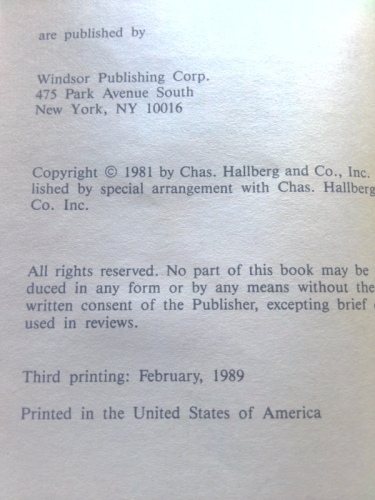 are published by
Windsor Publishing Corp.
475 Park Avenue South
New York, NY 10016
Copyright © 1981 by Chas. Hallberg and Co., Inc.
lished by special arrangement with Chas. Hallberg
Co. Inc.
All rights reserved. No part of this book may be
duced in any form or by any means without the
written consent of the Publisher, excepting brief
used in reviews.
Third printing: February, 1989
Printed in the United States of America